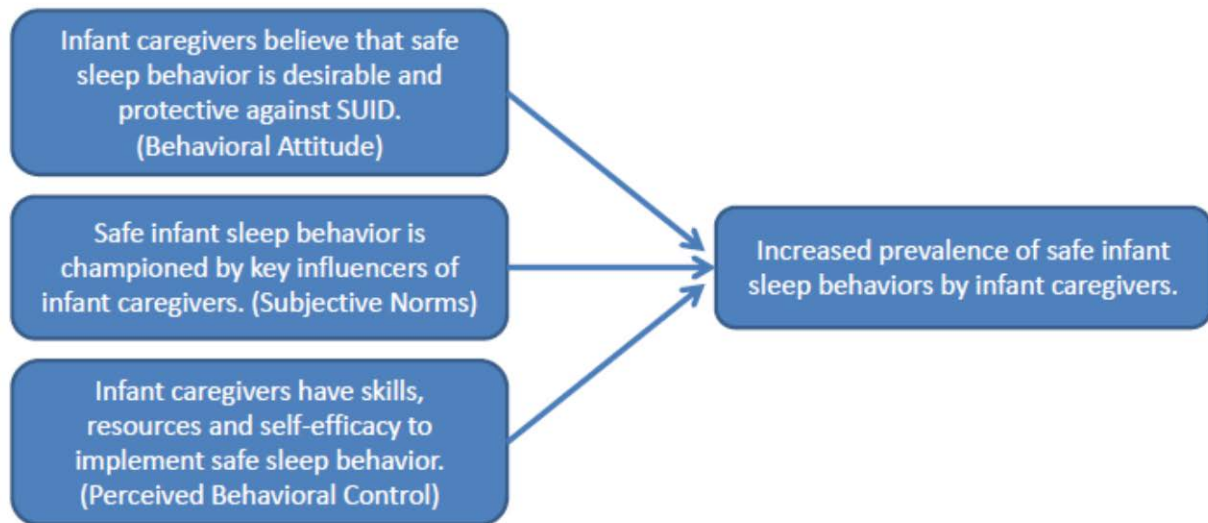 Infant caregivers believe that safe
sleep behavior is desirable and
protective against SUID.
(Behavioral Attitude)
Safe infant sleep behavior is
championed by key influencers of
infant caregivers. (Subjective Norms)
Infant caregivers have skills,
resources and self-efficacy to
implement safe sleep behavior.
(Perceived Behavioral Control)
Increased prevalence of safe infant
sleep behaviors by infant caregivers.